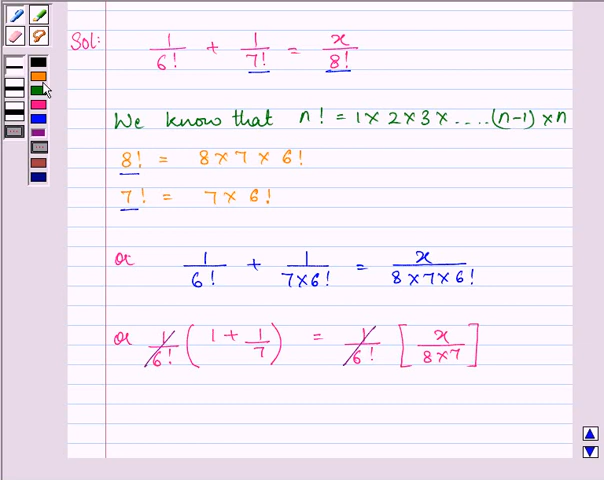 Sol: 1/6! + 1/7! = x/8!
We know that n! = 1 × 2 × 3 × ....(n-1) × n
8! = 8 × 7 × 6!
7! = 7 × 6!
or 1/6! + 1/7×6! = x/8×7×6!
or 1/6! (1 + 1/7) = 1/6! [x/8×7]